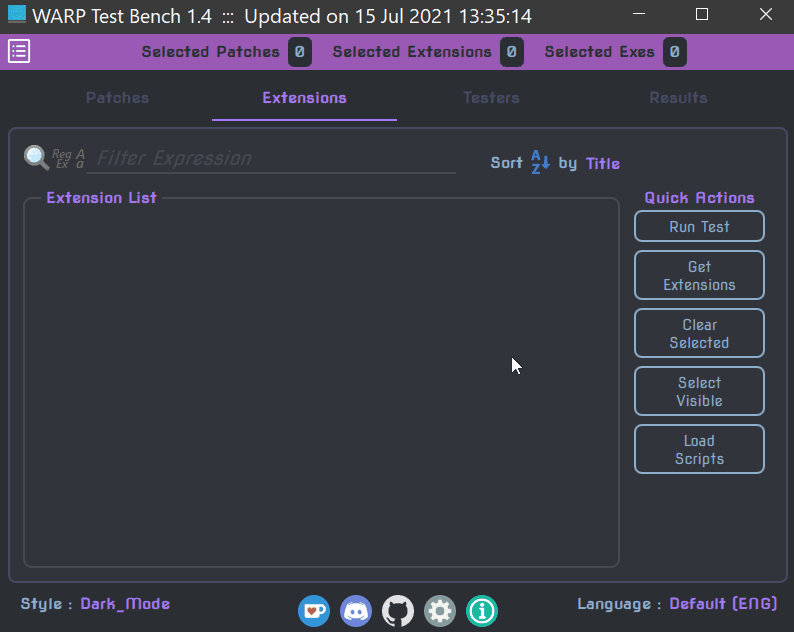 WARP Test Bench 1.4 ::: Updated on 15 Jul 2021 13:35:14
Selected Patches 0 Selected Extensions 0 Selected Exes 0
Patches Extensions Testers Results
Reg Ex A a Filter Expression Sort A Z by Title
Extension List Quick Actions
Run Test
Get
Extensions
Clear
Selected
Select
Visible
Load
Scripts
Style : Dark_Mode Language : Default (ENG)